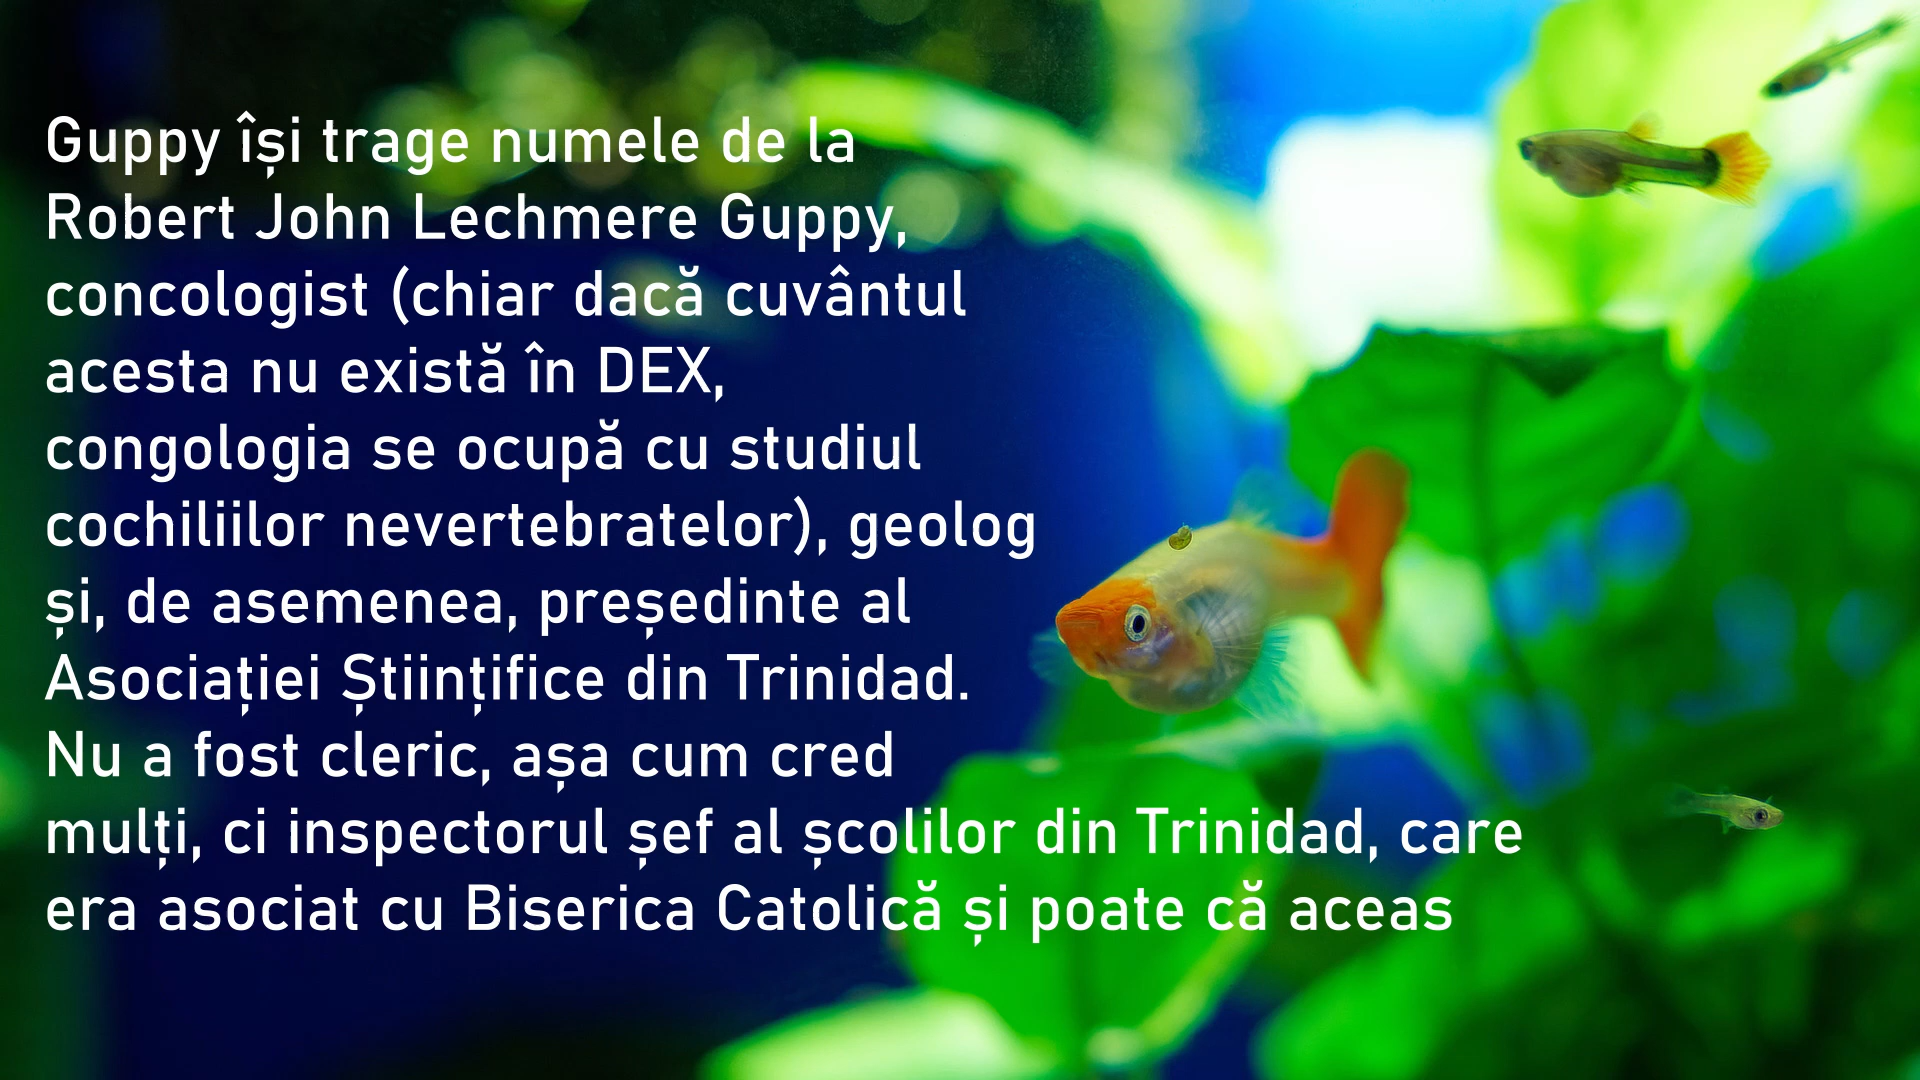 Guppy își trage numele de la
Robert John Lechmere Guppy,
concologist (chiar dacă cuvântul
acesta nu există în DEX,
congologia se ocupă cu studiul
cochiliilor nevertebratelor), geolog
și, de asemenea, președinte al
Asociației Științifice din Trinidad.
Nu a fost cleric, așa cum cred
mulți, ci inspectorul șef al școlilor din Trinidad, care
era asociat cu Biserica Catolică și poate că aceas